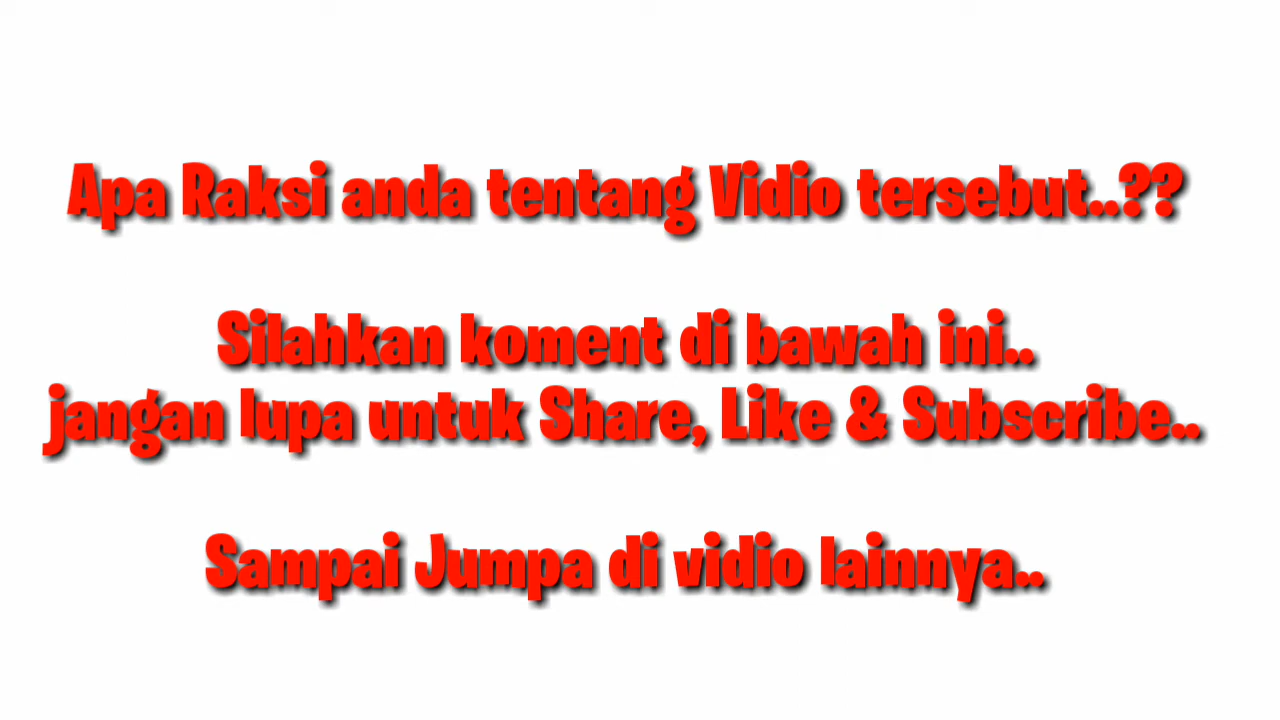 Apa Raksi anda tentang Vidio tersebut..??
Silahkan koment di bawah ini..
jangan lupa untuk Share, Like & Subscribe..
Sampai Jumpa di vidio lainnya..